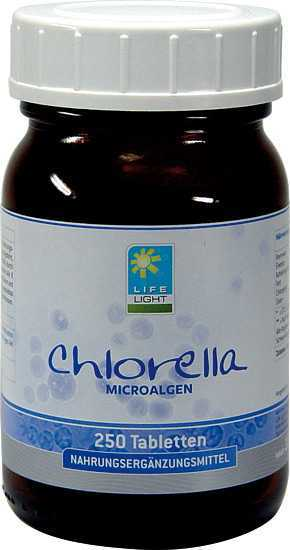 LIFE
LIGHT
Chlorella
MICROALGEN
250 Tabletten
NAHRUNGSERGÄNZUNGSMITTEL